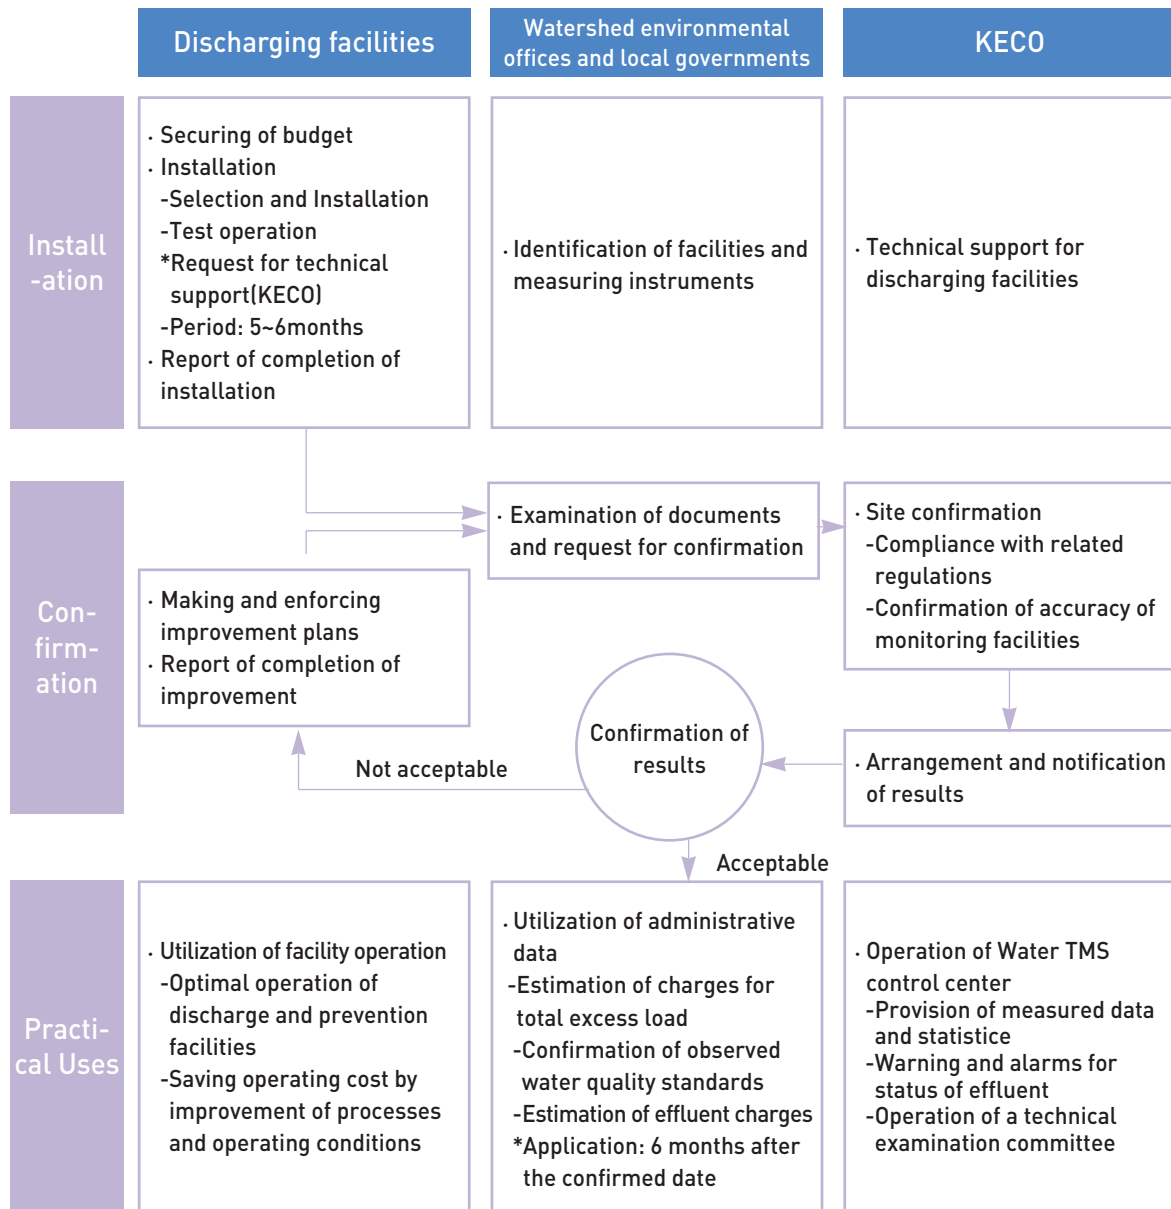 Discharging facilities
Watershed environmental
offices and local governments
KECO
Install
-ation
· Securing of budget
· Installation
-Selection and Installation
-Test operation
*Request for technical
support(KECO)
-Period: 5~6months
· Report of completion of
installation
· Identification of facilities and
measuring instruments
· Technical support for
discharging facilities
Con-
firm-
ation
· Examination of documents
and request for confirmation
· Site confirmation
-Compliance with related
regulations
-Confirmation of accuracy of
monitoring facilities
· Making and enforcing
improvement plans
· Report of completion of
improvement
Confirmation of
results
· Arrangement and notification
of results
Not acceptable
Acceptable
Practi-
cal Uses
· Utilization of facility operation
-Optimal operation of
discharge and prevention
facilities
-Saving operating cost by
improvement of processes
and operating conditions
· Utilization of administrative
data
-Estimation of charges for
total excess load
-Confirmation of observed
water quality standards
-Estimation of effluent charges
*Application: 6 months after
the confirmed date
· Operation of Water TMS
control center
-Provision of measured data
and statistice
-Warning and alarms for
status of effluent
-Operation of a technical
examination committee